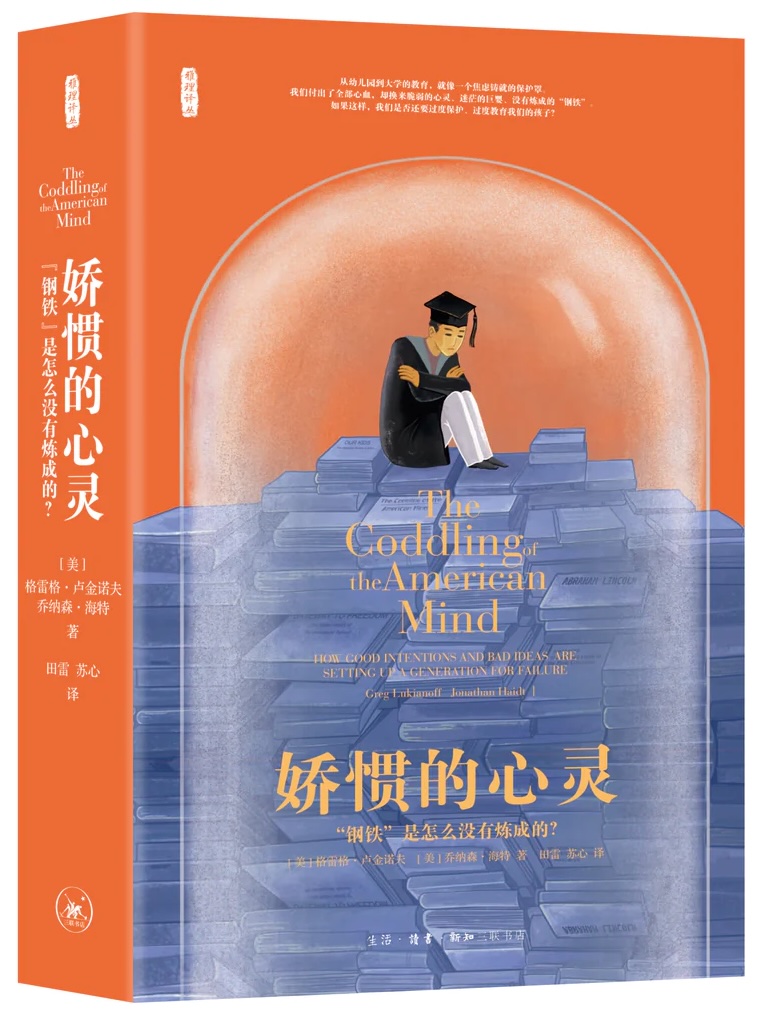 雅理译丛
The
Coddling of
the American
Mind
娇惯的心灵
“钢铁”是怎么没有炼成的？
［美］
格雷格·卢金诺夫
乔纳森·海特
著
田雷 苏心
译
三联书店
雅理译丛
从幼儿园到大学的教育，就像一个焦虑铸就的保护罩。
我们付出了全部心血，却换来脆弱的心灵、迷茫的巨婴、没有炼成的“钢铁”。
如果这样，我们是否还要过度保护、过度教育我们的孩子？
The
Coddling of
the American
Mind
HOW GOOD INTENTIONS AND BAD IDEAS ARE
SETTING UP A GENERATION FOR FAILURE
Greg Lukianoff Jonathan Haidt
ABRAHAM LINCOLN
娇惯的心灵
“钢铁”是怎么没有炼成的？
［美］格雷格·卢金诺夫 ［美］乔纳森·海特 著 田雷 苏心 译
生活·讀書·新知三联书店